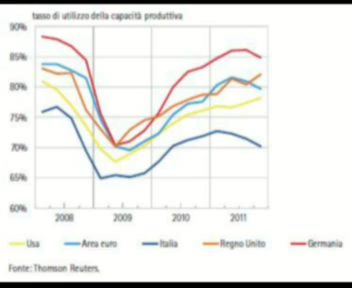 tasso di utilizzo della capacità produttiva
90%
85%
80%
75%
70%
65%
60%
2008 2009 2010 2011
Usa Area euro Italia Regno Unito Germania
Fonte: Thomson Reuters.